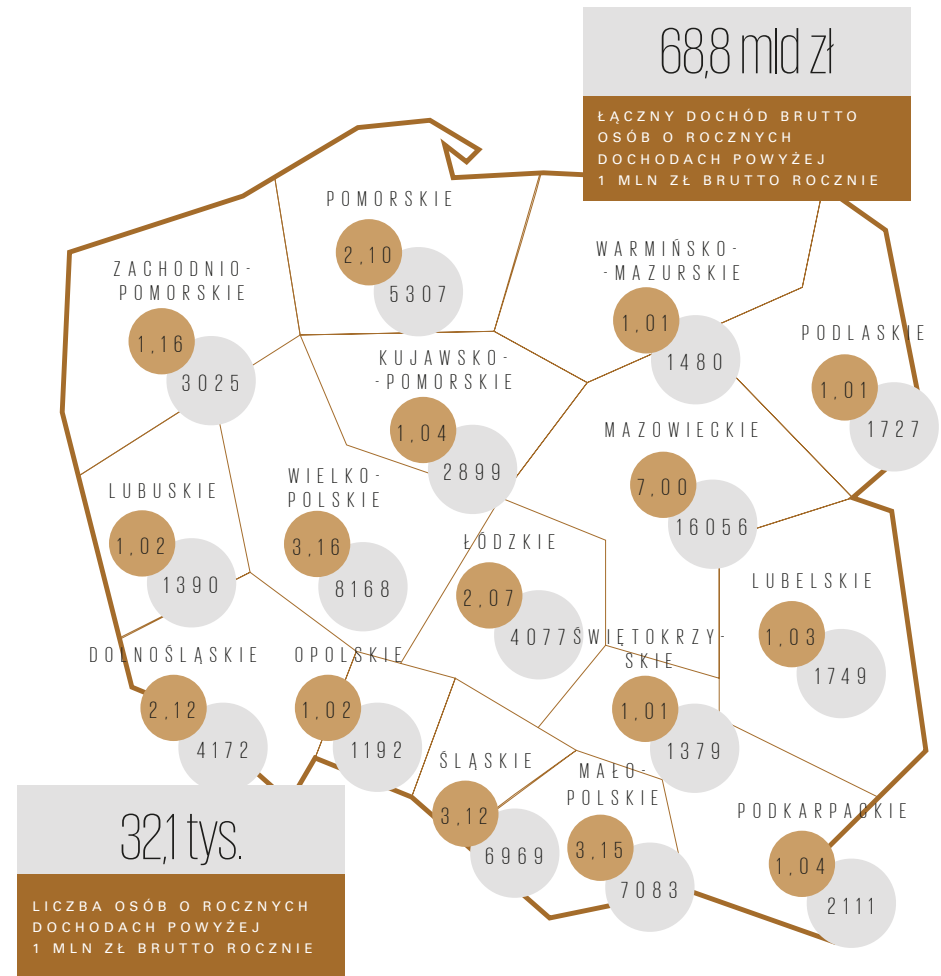 68,8 mld zł
ŁĄCZNY DOCHÓD BRUTTO
OSÓB O ROCZNYCH
DOCHODACH POWYŻEJ
1 MLN ZŁ BRUTTO ROCZNIE
POMORSKIE
2,10
5307
ZACHODNIO-
POMORSKIE
1,16
3025
WARMIŃSKO-
-MAZURSKIE
1,01
1480
PODLASKIE
1,01
1727
KUJAWSKO-
-POMORSKIE
1,04
2899
MAZOWIECKIE
7,00
16056
LUBUSKIE
1,02
1390
WIELKO-
POLSKIE
3,16
8168
ŁÓDZKIE
2,07
4077
LUBELSKIE
1,03
1749
DOLNOŚLĄSKIE
2,12
4172
OPOLSKIE
1,02
1192
ŚWIĘTOKRZY-
SKIE
1,01
1379
ŚLĄSKIE
3,12
6969
MAŁO-
POLSKIE
3,15
7083
PODKARPACKIE
1,04
2111
32,1 tys.
LICZBA OSÓB O ROCZNYCH
DOCHODACH POWYŻEJ
1 MLN ZŁ BRUTTO ROCZNIE